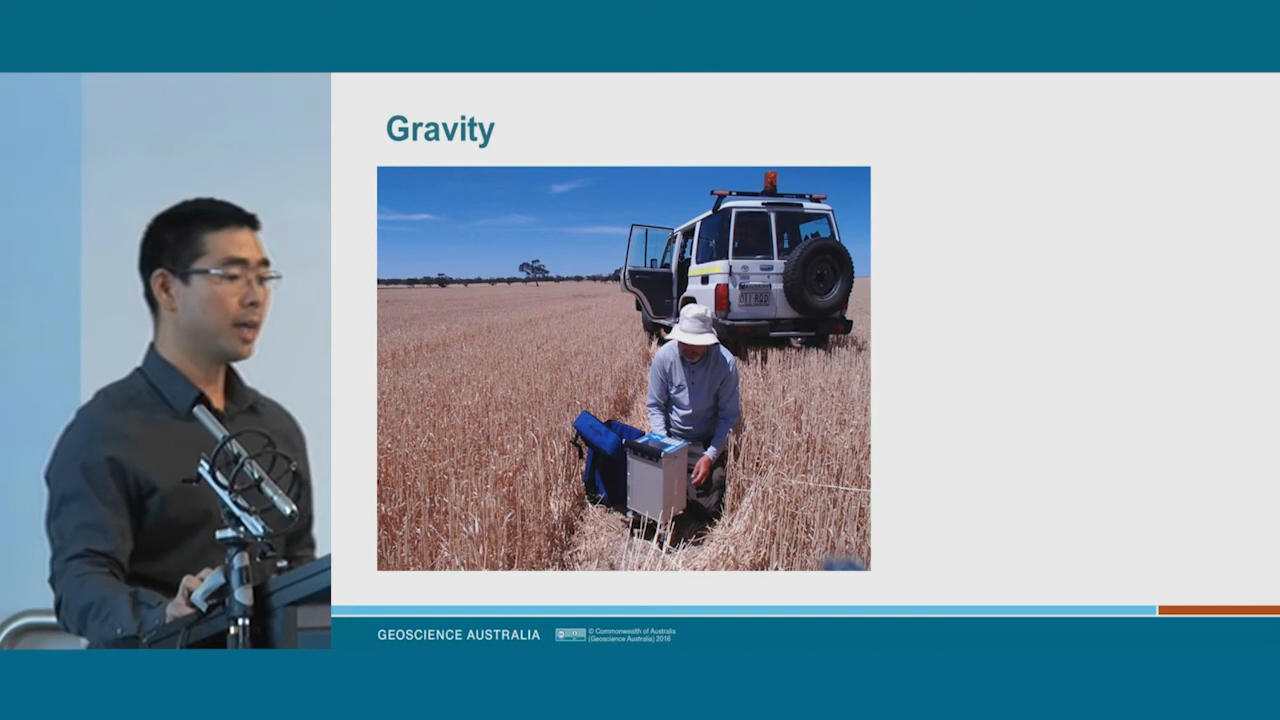 Gravity
GEOSCIENCE AUSTRALIA
© Commonwealth of Australia
(Geoscience Australia) 2016